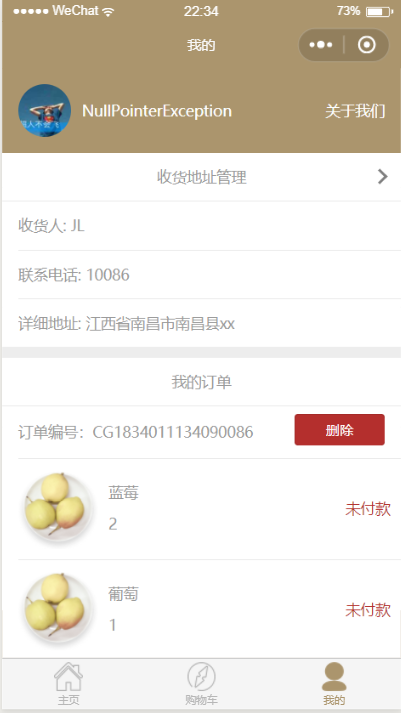 WeChat 22:34 73%
我的
NullPointerException 关于我们
收货地址管理
收货人: JL
联系电话: 10086
详细地址: 江西省南昌市南昌县xx
我的订单
订单编号: CG1834011134090086 删除
蓝莓
2
未付款
葡萄
1
未付款
主页 购物车 我的